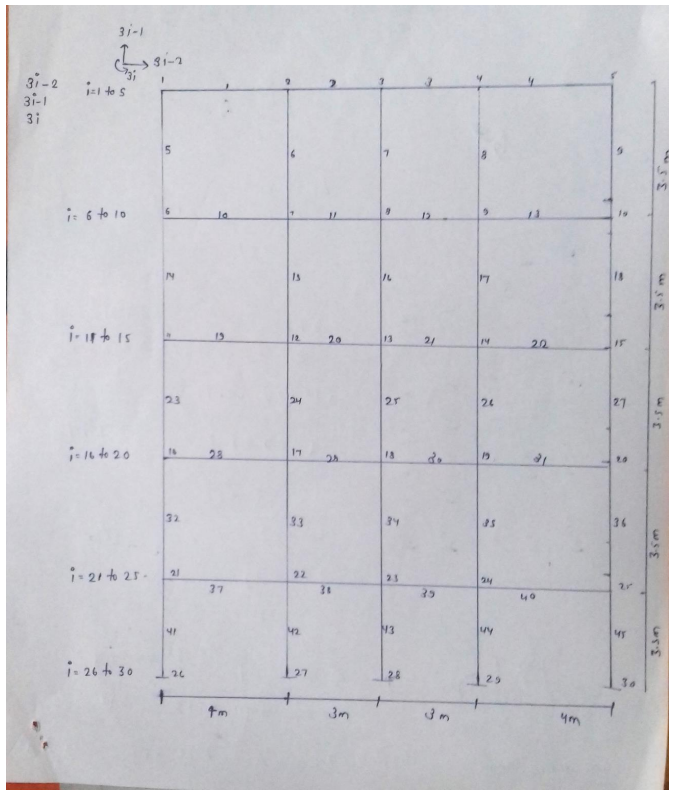 3i-1
3i-2
3i
3i-2
3i-1
3i
i=1 to 5
1 1 2 2 3 3 4 4 5
5 6 7 8 9
3.5 m
i= 6 to 10
6 10 7 11 8 12 9 13 10
14 15 16 17 18
3.5 m
i= 11 to 15
11 19 12 20 13 21 14 22 15
23 24 25 26 27
3.5 m
i= 16 to 20
16 28 17 29 18 30 19 31 20
32 33 34 35 36
3.5 m
i= 21 to 25
21 22 23 24 25
37 38 39 40
41 42 43 44 45
3.5 m
i= 26 to 30
26 27 28 29 30
4m 3m 3m 4m